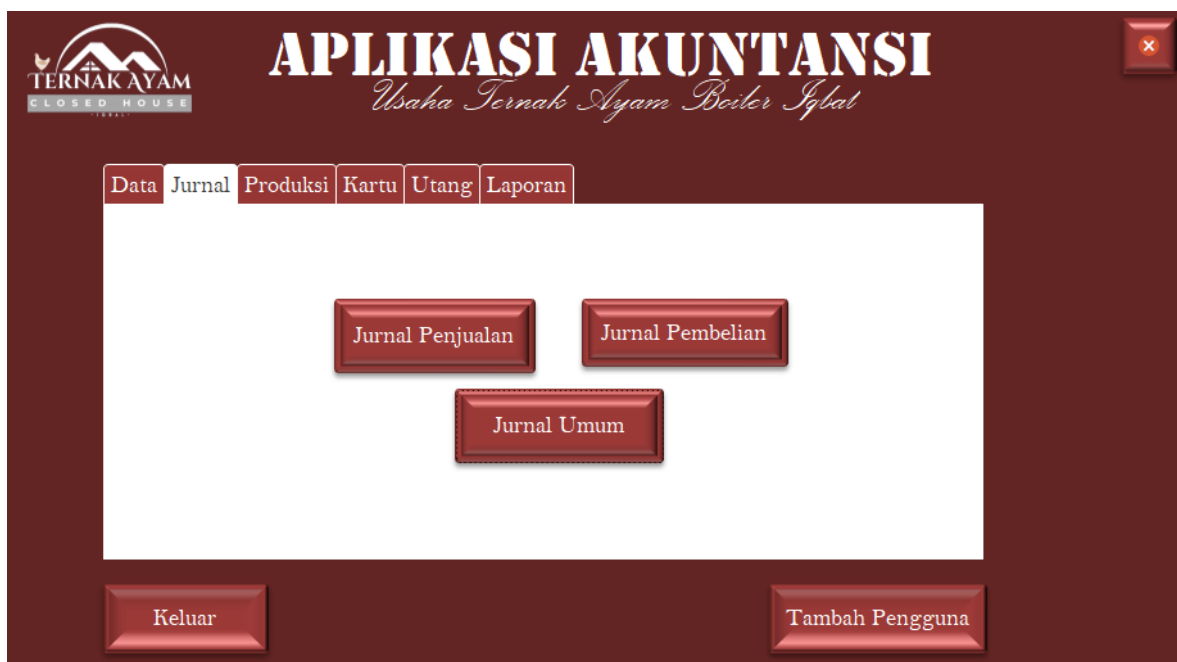 TERNAK AYAM
CLOSED HOUSE
"IQBAL"
APLIKASI AKUNTANSI
Usaha Ternak Ayam Boiler Iqbal
Data Jurnal Produksi Kartu Utang Laporan
Jurnal Penjualan Jurnal Pembelian
Jurnal Umum
Keluar Tambah Pengguna